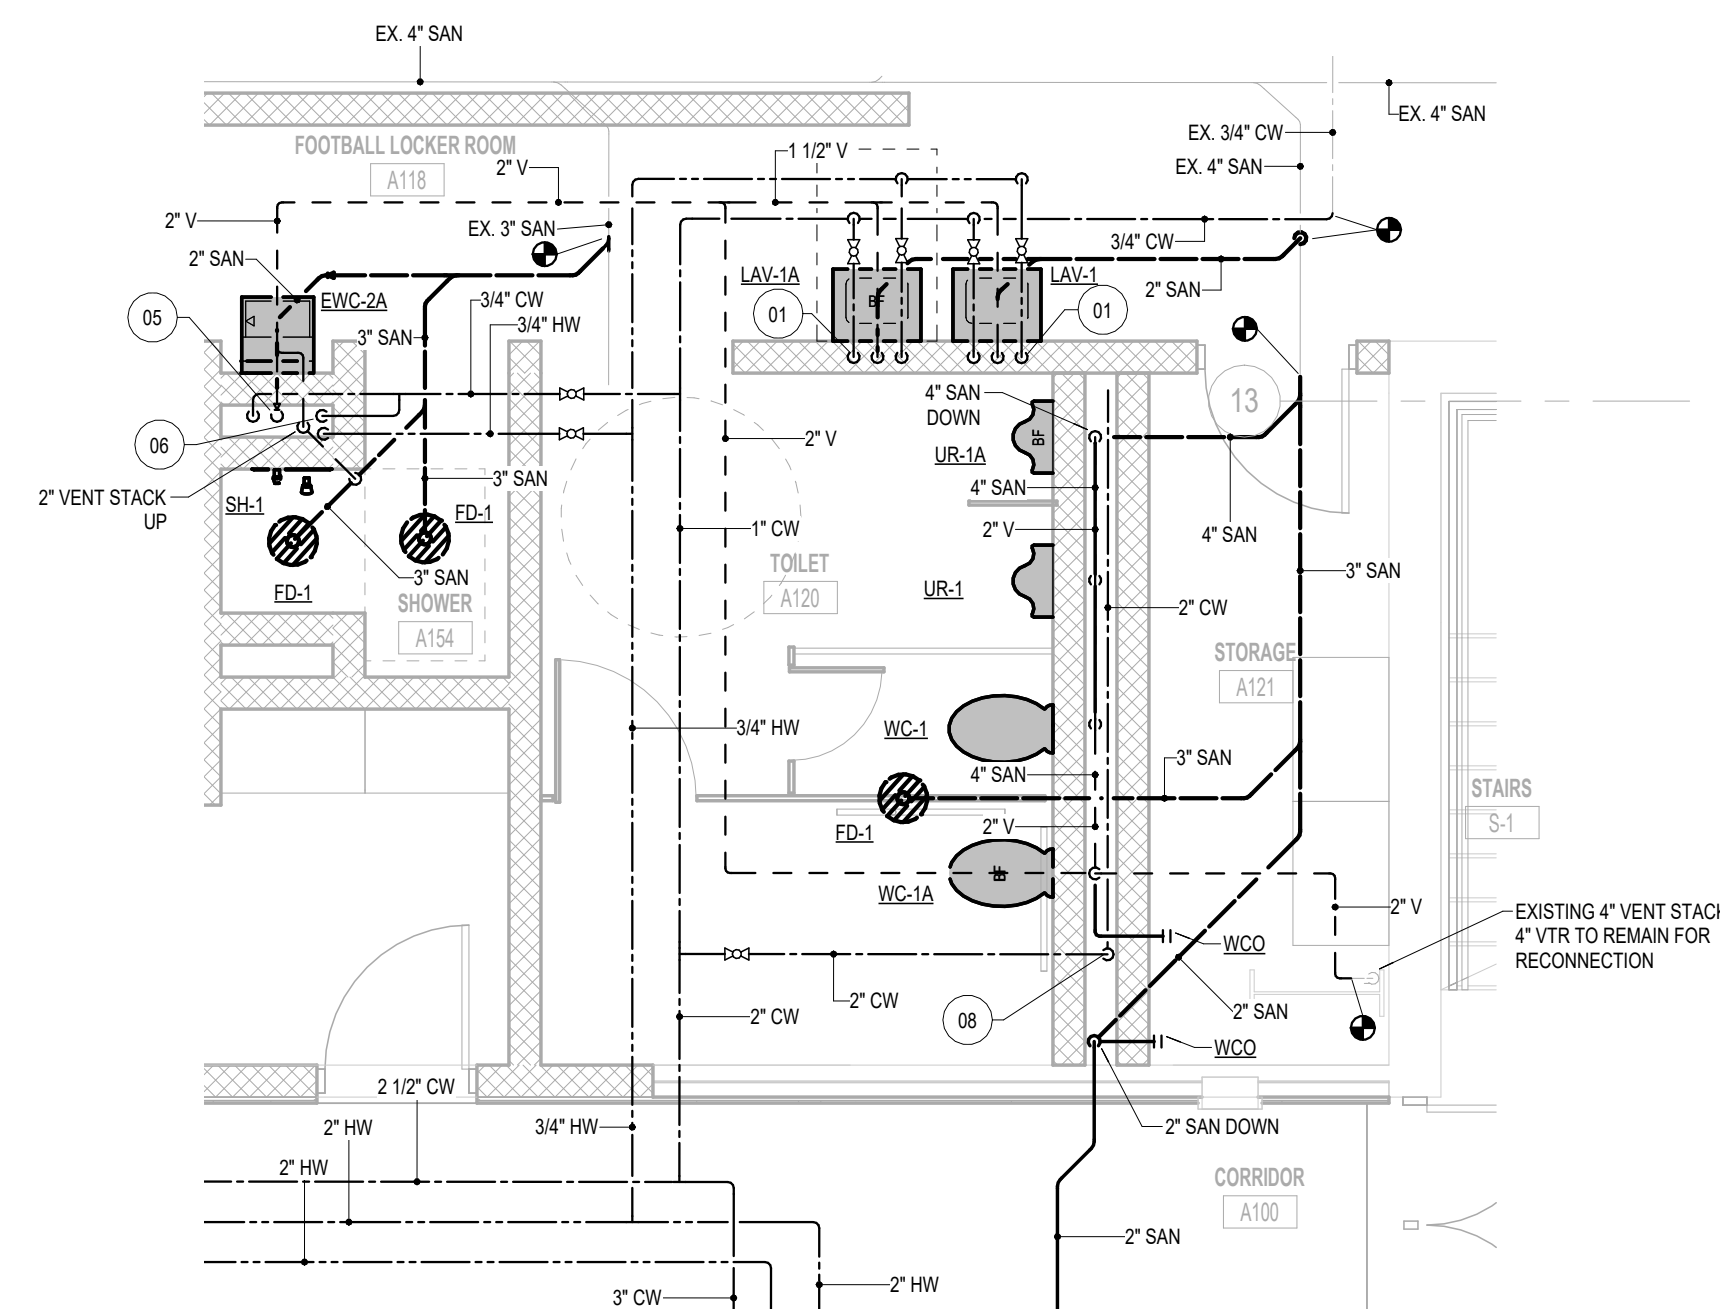 EX. 4" SAN
EX. 4" SAN
EX. 3/4" CW
EX. 4" SAN
FOOTBALL LOCKER ROOM
A118
2" V
1 1/2" V
2" V
EX. 3" SAN
3/4" CW
2" SAN
LAV-1A
LAV-1
2" SAN
EWC-2A
3/4" CW
05
01
BF
01
3/4" HW
3" SAN
4" SAN
DOWN
13
06
2" V
UR-1A
BF
2" VENT STACK
UP
SH-1
3" SAN
FD-1
4" SAN
1" CW
2" V
4" SAN
TOILET
A120
3" SAN
FD-1
UR-1
3" SAN
SHOWER
A154
2" CW
STORAGE
A121
3/4" HW
WC-1
4" SAN
3" SAN
STAIRS
S-1
FD-1
2" V
WC-1A
BF
2" V
EXISTING 4" VENT STACK
4" VTR TO REMAIN FOR
RECONNECTION
WCO
2" CW
2" CW
08
2" SAN
WCO
2 1/2" CW
2" HW
3/4" HW
2" SAN DOWN
2" HW
CORRIDOR
A100
2" SAN
2" HW
3" CW